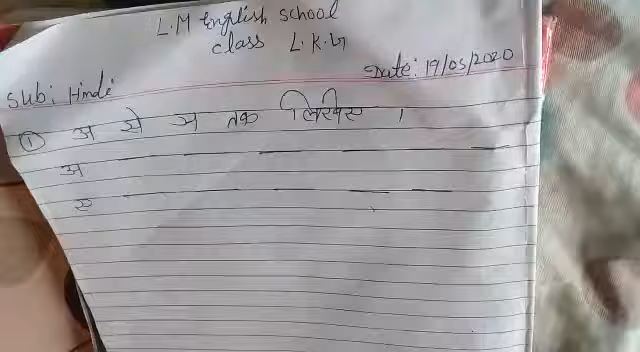 L.M English School
class L.K.G
Sub: Hindi Date: 19/05/2020
① अ से अ तक लिखिए ।
अ — — — — — —
ए — — — — —